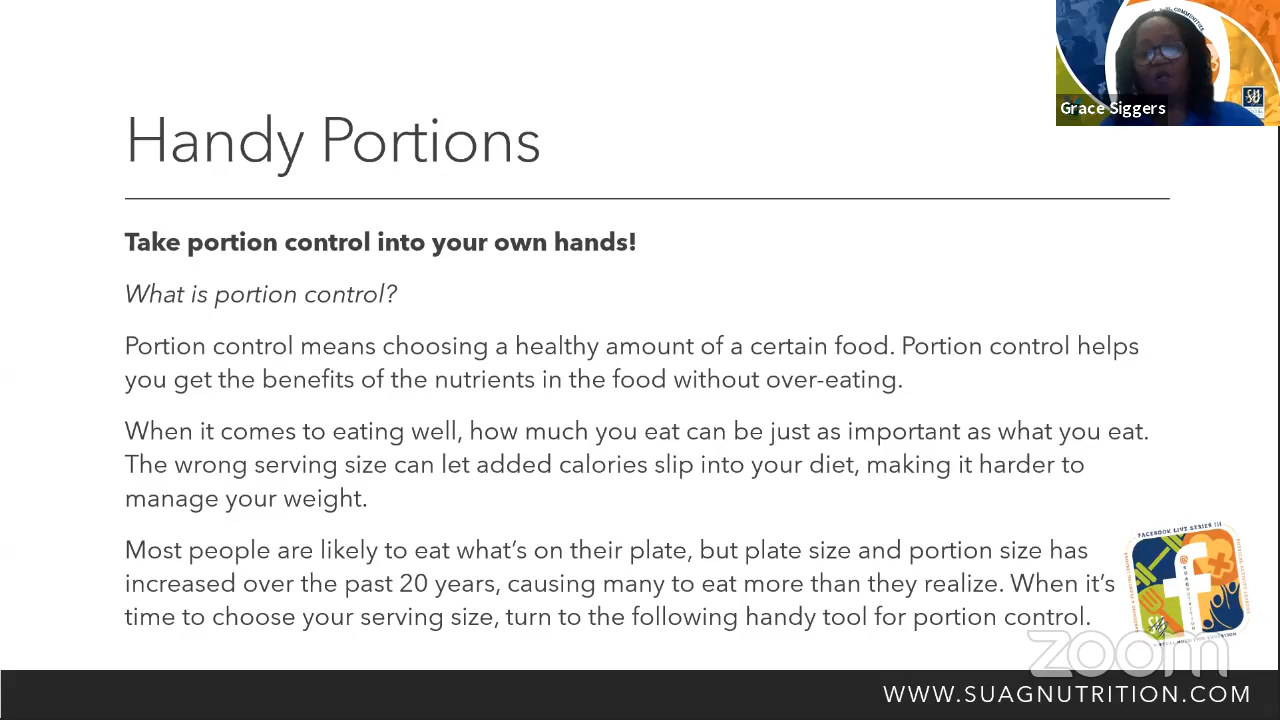 COMMUNITIES
SU
Grace Siggers
Handy Portions
Take portion control into your own hands!
What is portion control?
Portion control means choosing a healthy amount of a certain food. Portion control helps
you get the benefits of the nutrients in the food without over-eating.
When it comes to eating well, how much you eat can be just as important as what you eat.
The wrong serving size can let added calories slip into your diet, making it harder to
manage your weight.
Most people are likely to eat what’s on their plate, but plate size and portion size has
increased over the past 20 years, causing many to eat more than they realize. When it’s
time to choose your serving size, turn to the following handy tool for portion control.
FACEBOOK LIVE SERIES III
@SUAGNUTRITION
VIRTUAL NUTRITION EDUCATION
zoom
WWW.SUAGNUTRITION.COM